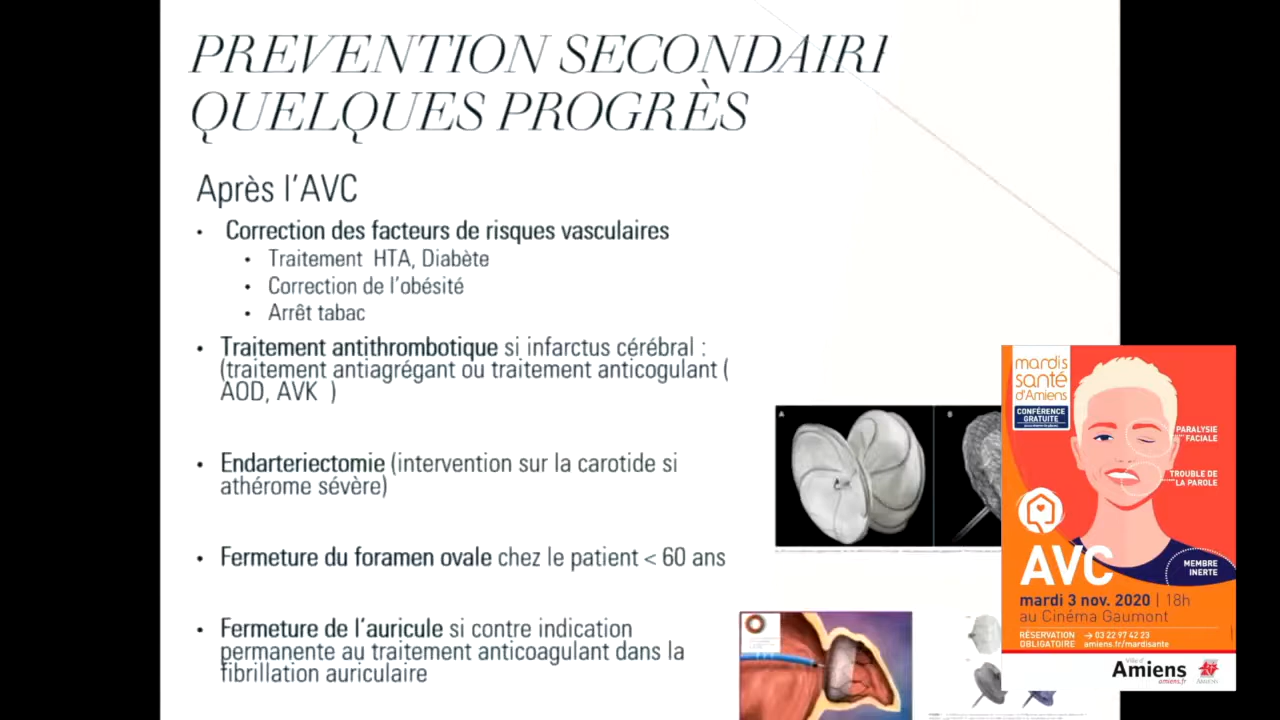 PREVENTION SECONDAIRE
QUELQUES PROGRÈS
Après l'AVC
• Correction des facteurs de risques vasculaires
• Traitement HTA, Diabète
• Correction de l'obésité
• Arrêt tabac
• Traitement antithrombotique si infarctus cérébral :
(traitement antiagrégant ou traitement anticogulant (
AOD, AVK )
• Endarteriectomie (intervention sur la carotide si
athérome sévère)
• Fermeture du foramen ovale chez le patient < 60 ans
• Fermeture de l'auricule si contre indication
permanente au traitement anticoagulant dans la
fibrillation auriculaire
A
B
mardis
santé
d'Amiens
CONFÉRENCE
GRATUITE
PARALYSIE
FACIALE
TROUBLE DE
LA PAROLE
AVC
MEMBRE
INERTE
mardi 3 nov. 2020 | 18h
au Cinéma Gaumont
RÉSERVATION
OBLIGATOIRE
→ 03 22 97 42 23
amiens.fr/mardisante
Ville d'
Amiens
amiens.fr
AMIENS